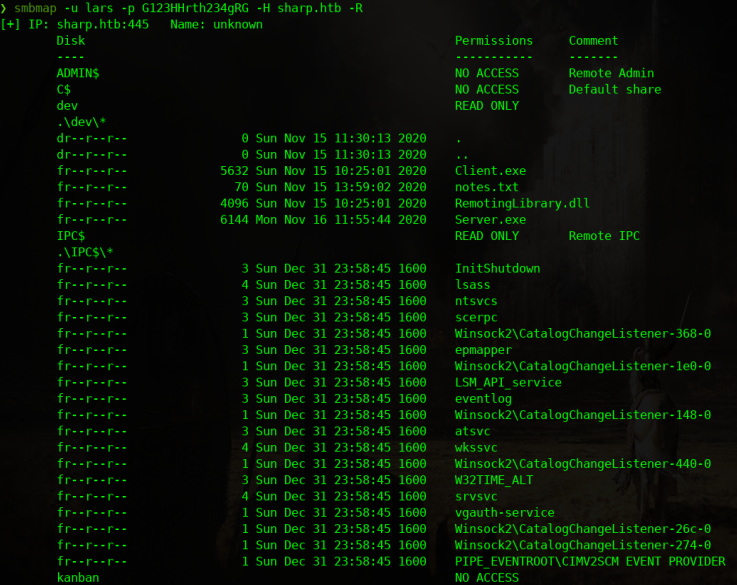 ❯ smbmap -u lars -p G123HHrth234gRG -H sharp.htb -R
[+] IP: sharp.htb:445 Name: unknown
Disk Permissions Comment
---- ----------- -------
ADMIN$ NO ACCESS Remote Admin
C$ NO ACCESS Default share
dev READ ONLY
.\dev\*
dr--r--r-- 0 Sun Nov 15 11:30:13 2020 .
dr--r--r-- 0 Sun Nov 15 11:30:13 2020 ..
fr--r--r-- 5632 Sun Nov 15 10:25:01 2020 Client.exe
fr--r--r-- 70 Sun Nov 15 13:59:02 2020 notes.txt
fr--r--r-- 4096 Sun Nov 15 10:25:01 2020 RemotingLibrary.dll
fr--r--r-- 6144 Mon Nov 16 11:55:44 2020 Server.exe
IPC$ READ ONLY Remote IPC
.\IPC$\*
fr--r--r-- 3 Sun Dec 31 23:58:45 1600 InitShutdown
fr--r--r-- 4 Sun Dec 31 23:58:45 1600 lsass
fr--r--r-- 3 Sun Dec 31 23:58:45 1600 ntsvcs
fr--r--r-- 3 Sun Dec 31 23:58:45 1600 scerpc
fr--r--r-- 1 Sun Dec 31 23:58:45 1600 Winsock2\CatalogChangeListener-368-0
fr--r--r-- 3 Sun Dec 31 23:58:45 1600 epmapper
fr--r--r-- 1 Sun Dec 31 23:58:45 1600 Winsock2\CatalogChangeListener-1e0-0
fr--r--r-- 3 Sun Dec 31 23:58:45 1600 LSM_API_service
fr--r--r-- 3 Sun Dec 31 23:58:45 1600 eventlog
fr--r--r-- 1 Sun Dec 31 23:58:45 1600 Winsock2\CatalogChangeListener-148-0
fr--r--r-- 3 Sun Dec 31 23:58:45 1600 atsvc
fr--r--r-- 4 Sun Dec 31 23:58:45 1600 wkssvc
fr--r--r-- 1 Sun Dec 31 23:58:45 1600 Winsock2\CatalogChangeListener-440-0
fr--r--r-- 3 Sun Dec 31 23:58:45 1600 W32TIME_ALT
fr--r--r-- 4 Sun Dec 31 23:58:45 1600 srvsvc
fr--r--r-- 1 Sun Dec 31 23:58:45 1600 vgauth-service
fr--r--r-- 1 Sun Dec 31 23:58:45 1600 Winsock2\CatalogChangeListener-26c-0
fr--r--r-- 1 Sun Dec 31 23:58:45 1600 Winsock2\CatalogChangeListener-274-0
fr--r--r-- 1 Sun Dec 31 23:58:45 1600 PIPE_EVENTROOT\CIMV2SCM EVENT PROVIDER
kanban NO ACCESS